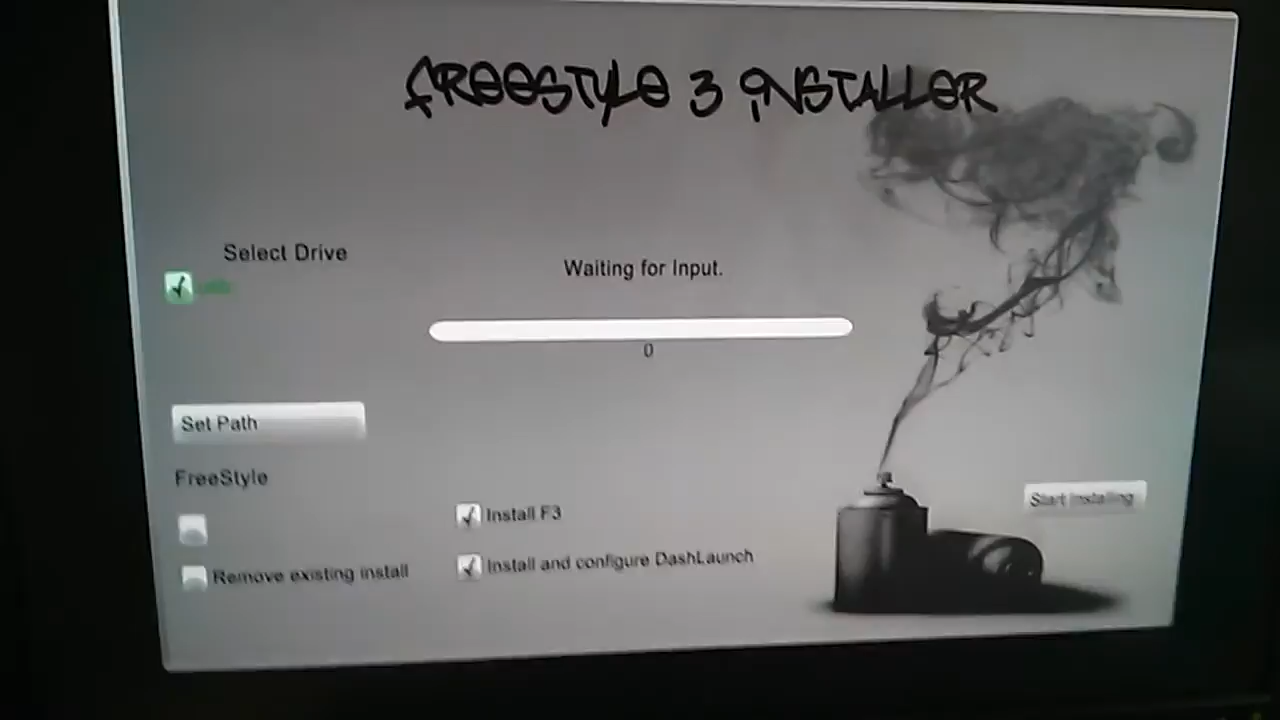 FREESTYLE 3 INSTALLER
Select Drive
Waiting for Input.
0
Set Path
FreeStyle
Start Installing
Install F3
Remove existing install
Install and configure DashLaunch